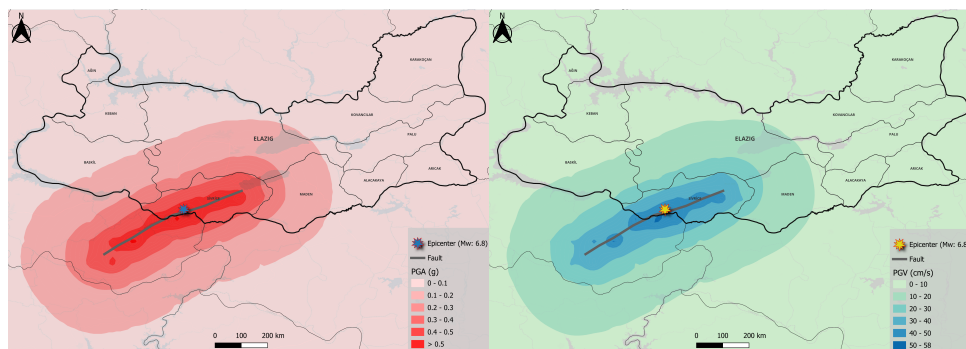 N
AĞIN
KARAKOÇAN
KEBAN
KOVANCILAR
ELAZIG
PALU
BASKİL
ARICAK
ALACAKAYA
MADEN
SİVRİCE
Epicenter (Mw: 6.8)
Fault
PGA (g)
0 - 0.1
0.1 - 0.2
0.2 - 0.3
0.3 - 0.4
0.4 - 0.5
> 0.5
0 100 200 km
N
AĞIN
KARAKOÇAN
KEBAN
KOVANCILAR
ELAZIG
PALU
BASKİL
ARICAK
ALACAKAYA
MADEN
Epicenter (Mw: 6.8)
Fault
PGV (cm/s)
0 - 10
10 - 20
20 - 30
30 - 40
40 - 50
50 - 58
0 100 200 km